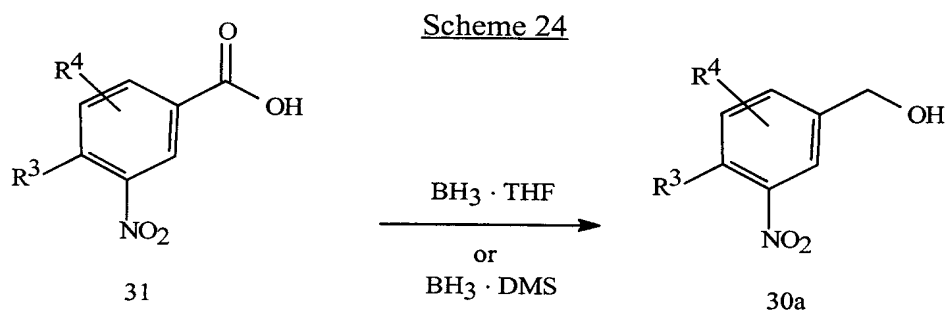 Scheme 24
O
OH
R⁴
R³
NO₂
31
BH₃ · THF
or
BH₃ · DMS
R⁴
OH
R³
NO₂
30a